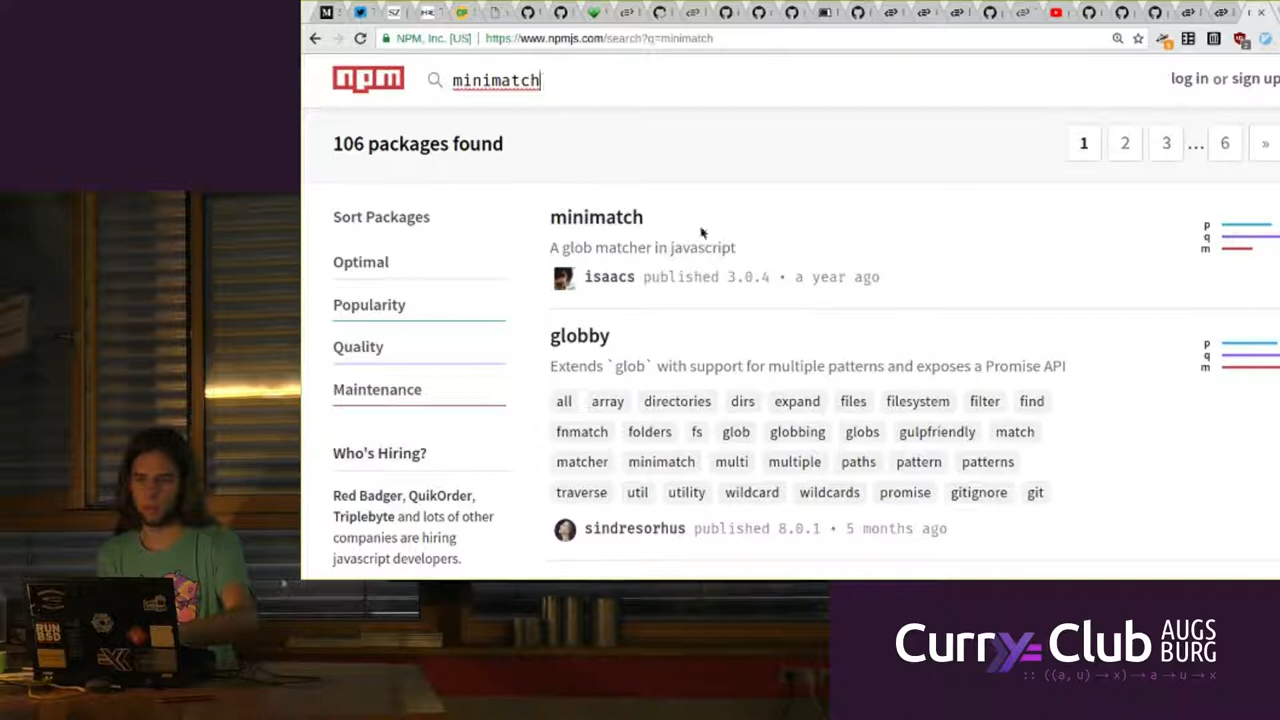 NPM, Inc. [US] https://www.npmjs.com/search?q=minimatch
npm
minimatch
log in or sign up
106 packages found
1 2 3 ... 6 »
Sort Packages
Optimal
Popularity
Quality
Maintenance
Who's Hiring?
Red Badger, QuikOrder,
Triplebyte and lots of other
companies are hiring
javascript developers.
minimatch
A glob matcher in javascript
isaacs published 3.0.4 • a year ago
p
q
m
globby
Extends `glob` with support for multiple patterns and exposes a Promise API
all array directories dirs expand files filesystem filter find
fnmatch folders fs glob globbing globs gulpfriendly match
matcher minimatch multi multiple paths pattern patterns
traverse util utility wildcard wildcards promise gitignore git
sindresorhus published 8.0.1 • 5 months ago
p
q
m
RUN
BSD
Curry Club AUGS
BURG
:: ((a, u) → x) → a → u → x